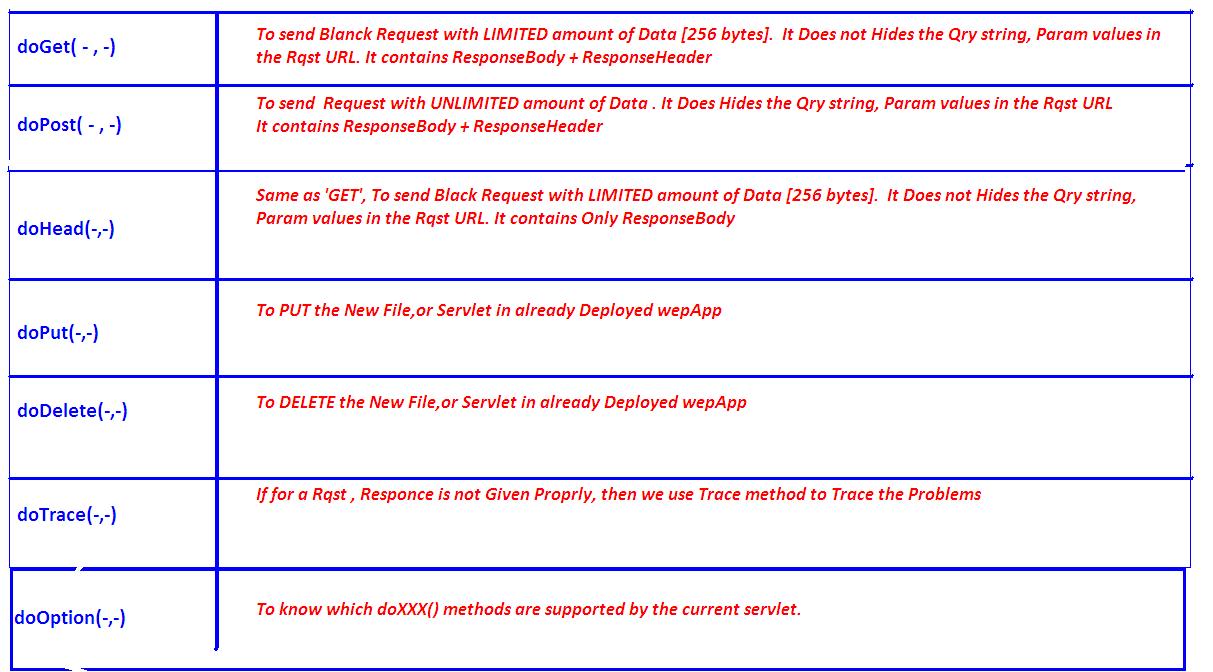 doGet( - , -)
To send Blanck Request with LIMITED amount of Data [256 bytes].  It Does not Hides the Qry string, Param values in
the Rqst URL. It contains ResponseBody + ResponseHeader
doPost( - , -)
To send  Request with UNLIMITED amount of Data . It Does Hides the Qry string, Param values in the Rqst URL
It contains ResponseBody + ResponseHeader
doHead(-,-)
Same as 'GET', To send Black Request with LIMITED amount of Data [256 bytes].  It Does not Hides the Qry string,
Param values in the Rqst URL. It contains Only ResponseBody
doPut(-,-)
To PUT the New File,or Servlet in already Deployed wepApp
doDelete(-,-)
To DELETE the New File,or Servlet in already Deployed wepApp
doTrace(-,-)
If for a Rqst , Responce is not Given Proprly, then we use Trace method to Trace the Problems
doOption(-,-)
To know which doXXX() methods are supported by the current servlet.